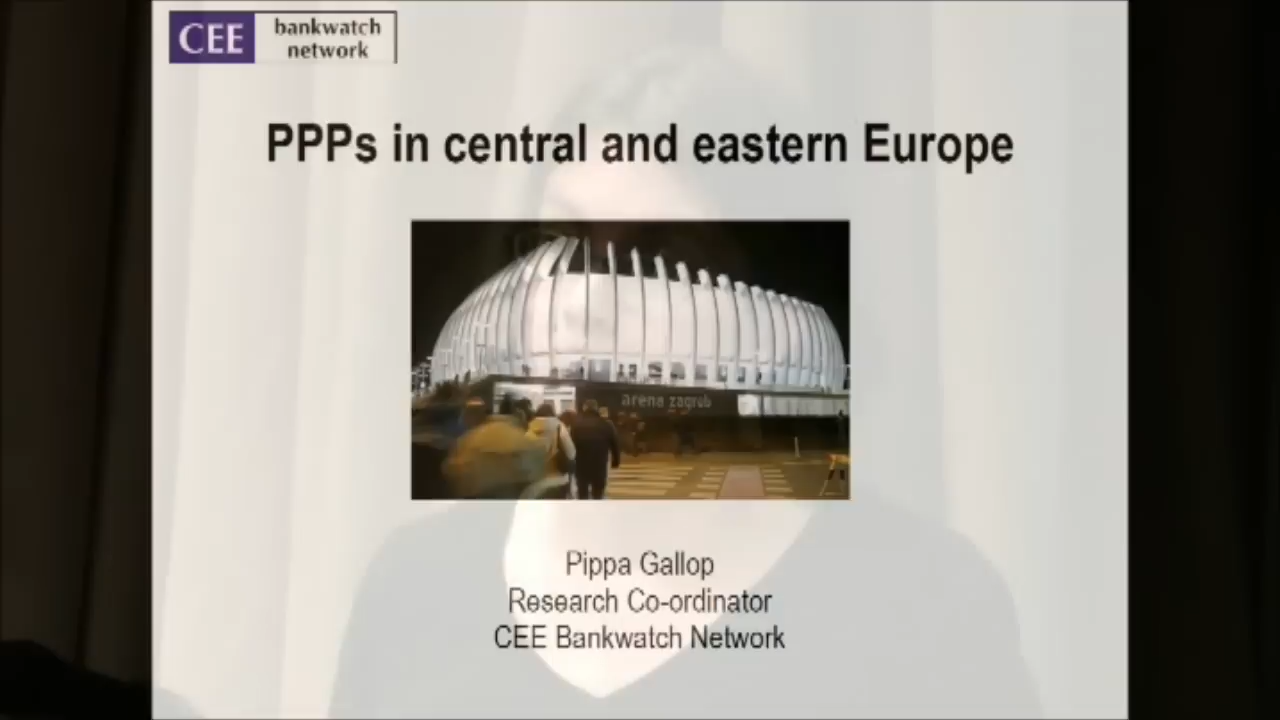 CEE
bankwatch
network
PPPs in central and eastern Europe
arena zagreb
Pippa Gallop
Research Co-ordinator
CEE Bankwatch Network